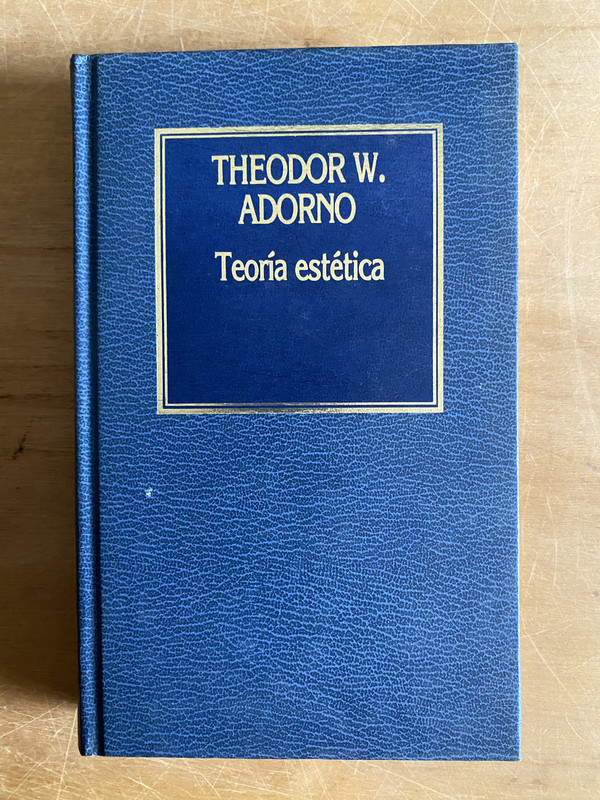 THEODOR W.
ADORNO
Teoría estética